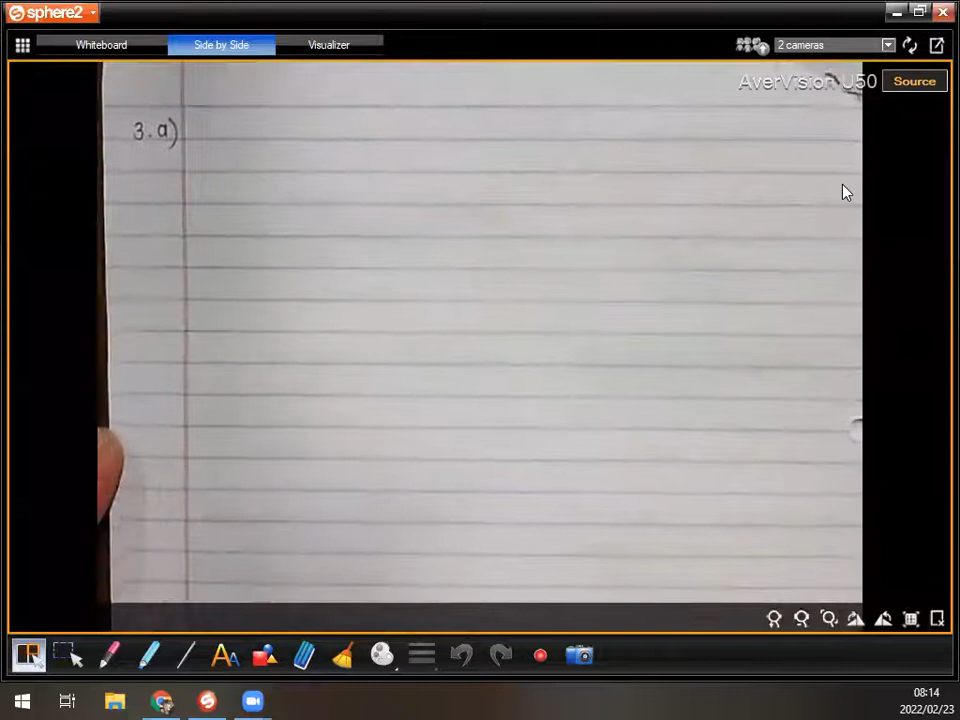 sphere2
Whiteboard
Side by Side
Visualizer
2 cameras
AverVision U50
Source
3. a)
08:14
2022/02/23